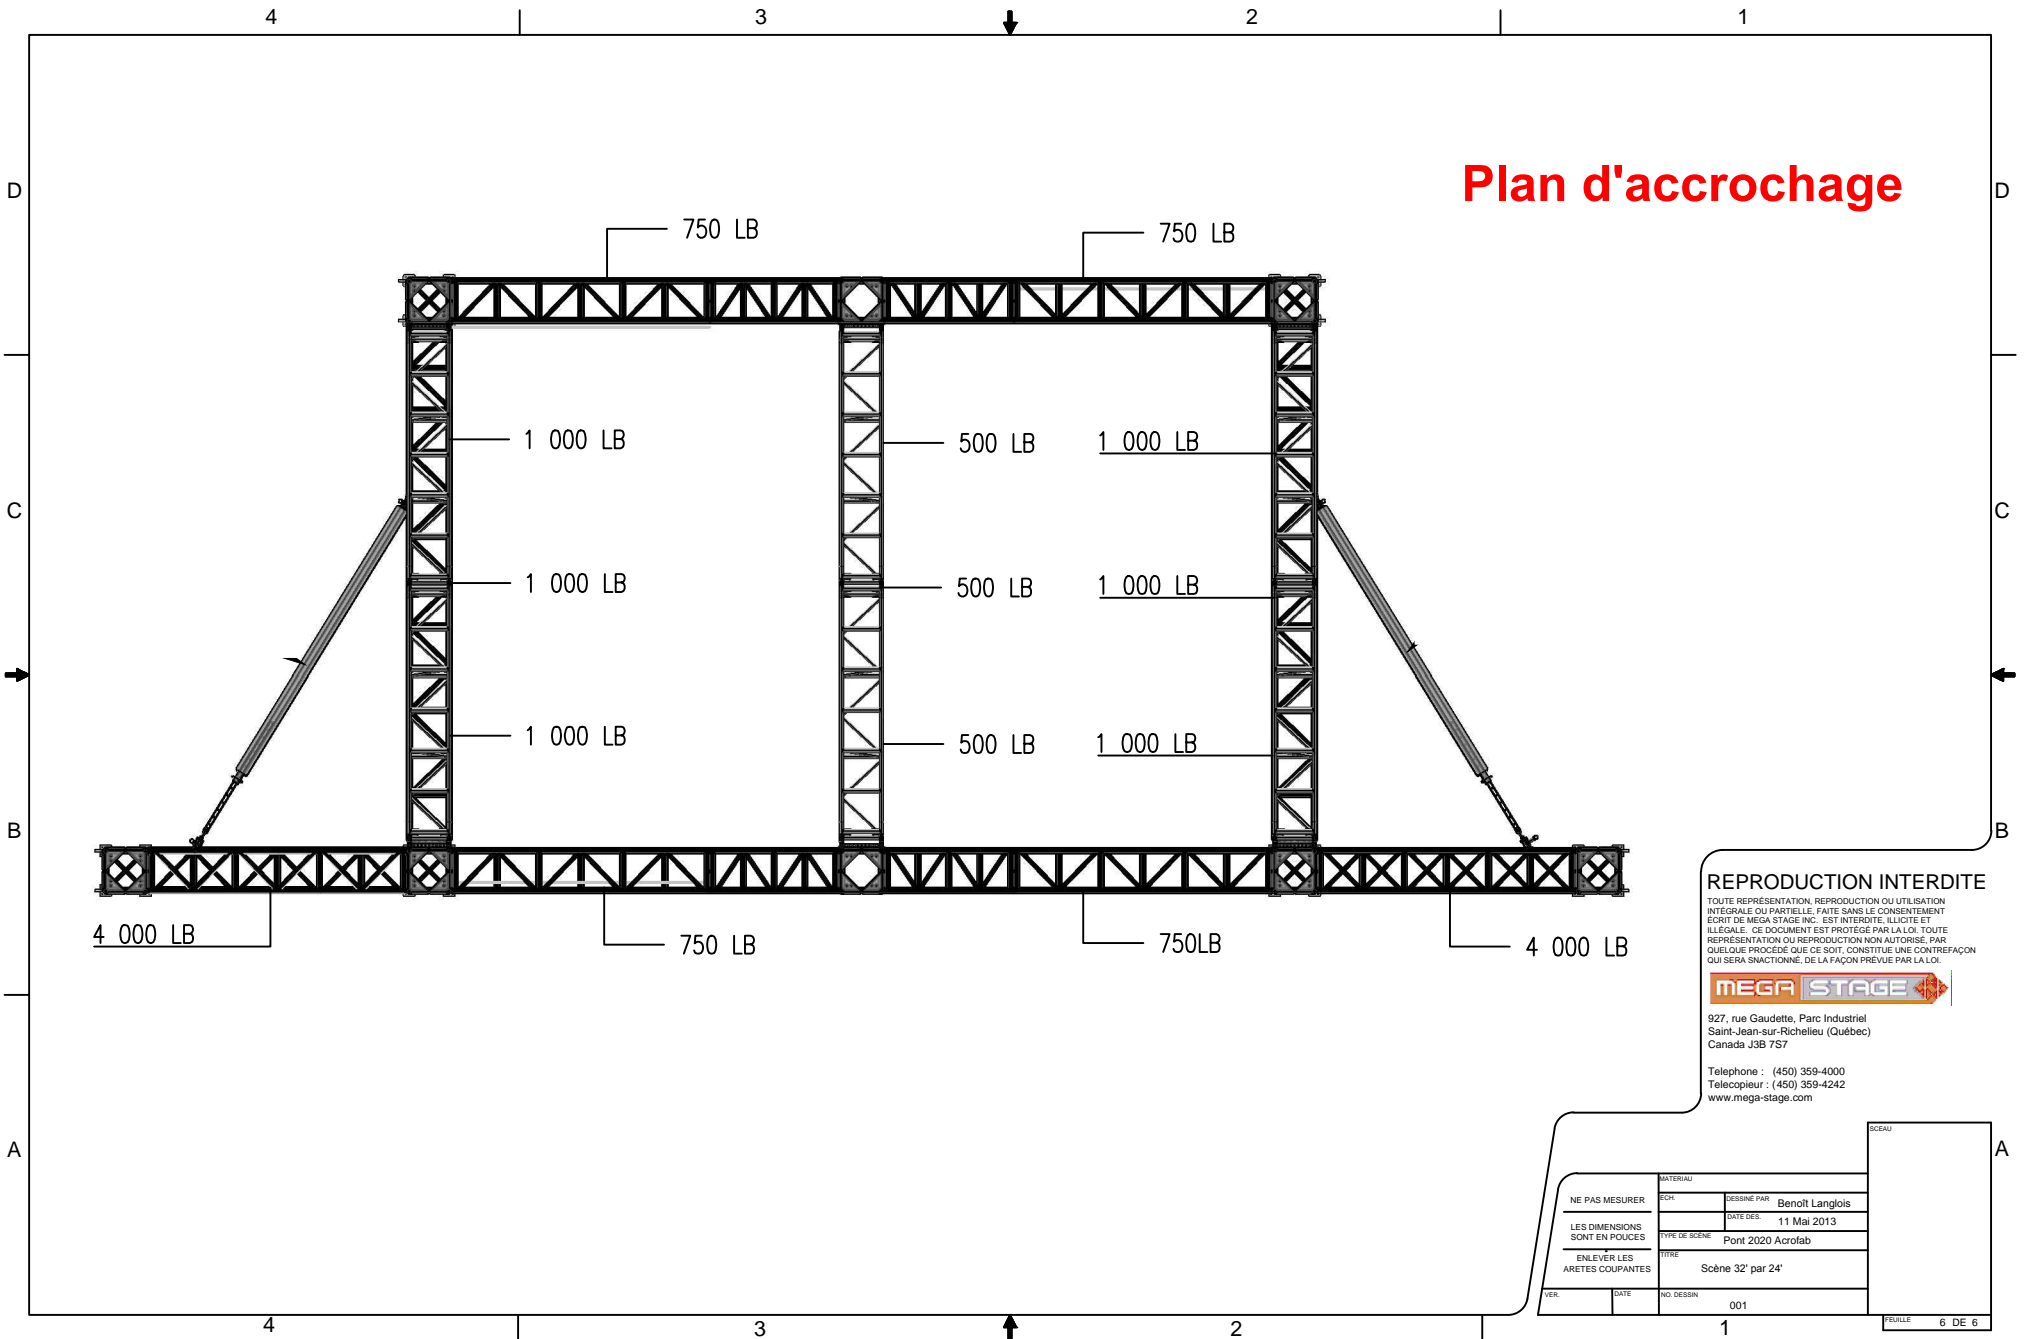 4 3 2 1
D D
Plan d'accrochage
750 LB
750 LB
1 000 LB
500 LB
1 000 LB
C C
1 000 LB
500 LB
1 000 LB
1 000 LB
500 LB
1 000 LB
B B
4 000 LB
750 LB
750LB
4 000 LB
REPRODUCTION INTERDITE
TOUTE REPRÉSENTATION, REPRODUCTION OU UTILISATION
INTÉGRALE OU PARTIELLE, FAITE SANS LE CONSENTEMENT
ÉCRIT DE MEGA STAGE INC. EST INTERDITE, ILLICITE ET
ILLÉGALE. CE DOCUMENT EST PROTÉGÉ PAR LA LOI. TOUTE
REPRÉSENTATION OU REPRODUCTION NON AUTORISÉ, PAR
QUELQUE PROCÉDÉ QUE CE SOIT, CONSTITUE UNE CONTREFAÇON
QUI SERA SNACTIONNÉ, DE LA FAÇON PRÉVUE PAR LA LOI.
MEGA STAGE
927, rue Gaudette, Parc Industriel
Saint-Jean-sur-Richelieu (Québec)
Canada J3B 7S7
Telephone : (450) 359-4000
Telecopieur : (450) 359-4242
www.mega-stage.com
A A
SCEAU
NE PAS MESURER
LES DIMENSIONS
SONT EN POUCES
ENLEVER LES
ARETES COUPANTES
MATERIAU
ECH.
DESSINÉ PAR Benoît Langlois
DATE DES. 11 Mai 2013
TYPE DE SCÈNE Pont 2020 Acrofab
TITRE
Scène 32' par 24'
VER. DATE NO. DESSIN
001
FEUILLE 6 DE 6
4 3 2 1